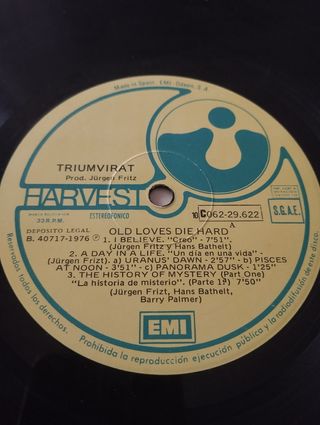 Made in Spain. EMI-Odeon, S.A.
TRIUMVIRAT
Prod. Jürgen Fritz
HARVEST
33 R.P.M.
ESTEREOFONICO
10C062-29.622
S.G.A.E.
DEPOSITO LEGAL
B. 40717-1976 Ⓟ
A
OLD LOVES DIE HARD
1. I BELIEVE. "Creo" - 7'51".
(Jürgen Fritz y Hans Bathelt)
2. A DAY IN A LIFE. "Un día en una vida" -
(Jürgen Frizt). a) URANUS' DAWN - 2'57" - b) PISCES
AT NOON - 3'51" - c) PANORAMA DUSK - 1'25"
3. THE HISTORY OF MYSTERY (Part One)
"La historia de misterio". (Parte 1ª) 7'50"
(Jürgen Frizt, Hans Bathelt,
Barry Palmer)
EMI
Reservados todos los derechos del
Prohibida la reproducción ejecución pública y la radiodifusión de este disco.